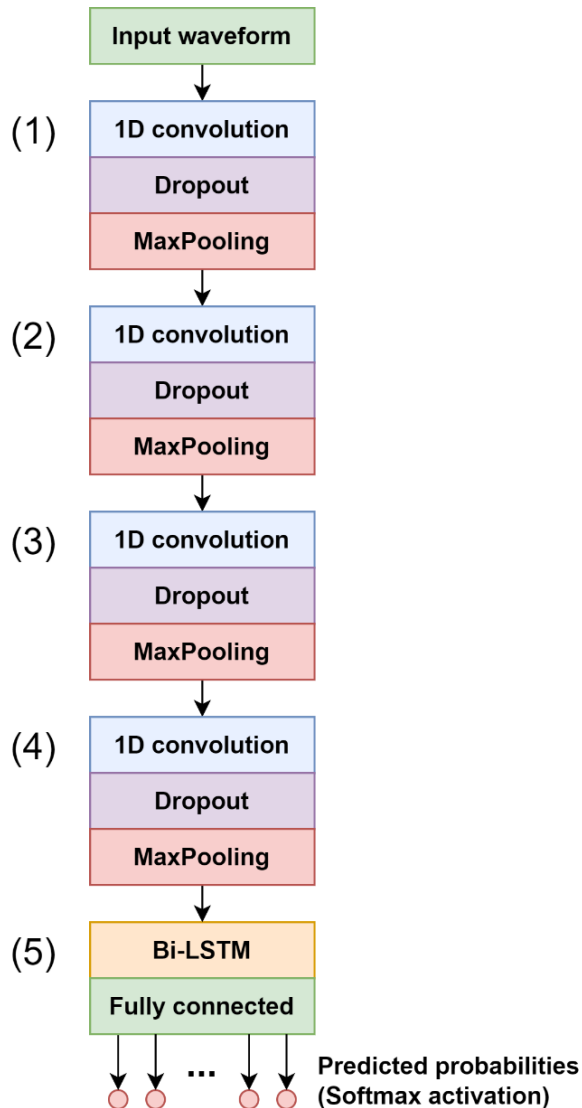 Input waveform
(1)
1D convolution
Dropout
MaxPooling
(2)
1D convolution
Dropout
MaxPooling
(3)
1D convolution
Dropout
MaxPooling
(4)
1D convolution
Dropout
MaxPooling
(5)
Bi-LSTM
Fully connected
...
Predicted probabilities
(Softmax activation)